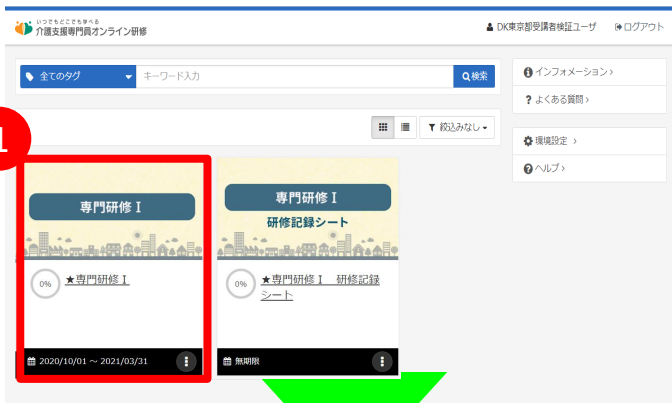 いつでもどこでも学べる
介護支援専門員オンライン研修
DK東京都受講者検証ユーザ
ログアウト
全てのタグ
キーワード入力
検索
インフォメーション
よくある質問
1
絞込みなし
環境設定
ヘルプ
専門研修 I
0%
★専門研修Ⅰ
2020/10/01 ~ 2021/03/31
専門研修 I
研修記録シート
0%
★専門研修Ⅰ 研修記録
シート
無期限